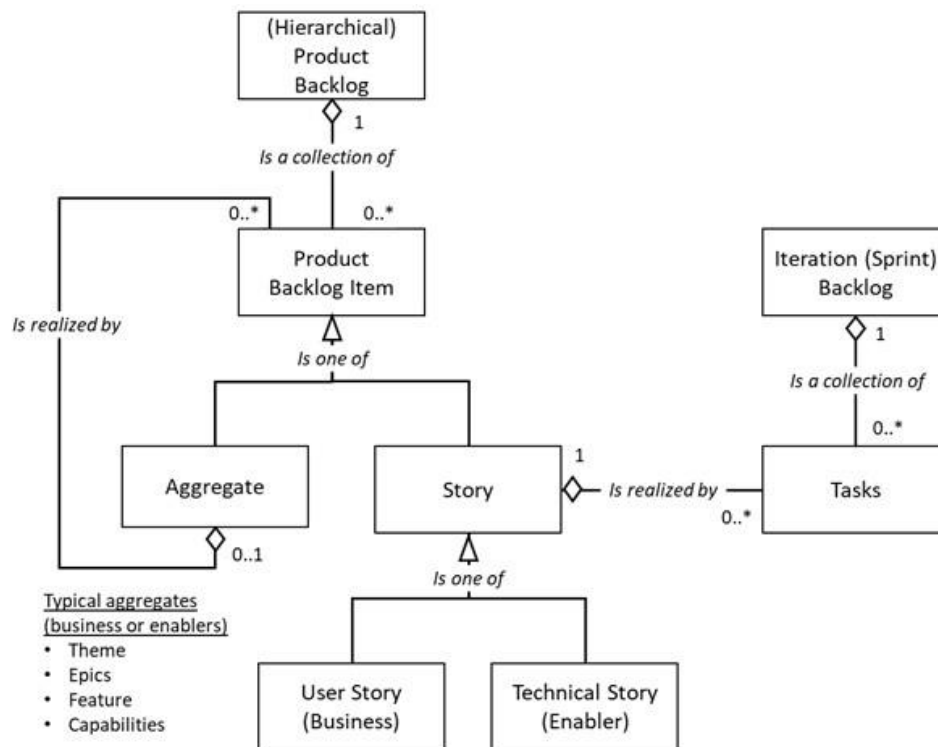 (Hierarchical)
Product
Backlog
1
Is a collection of
0..*
0..*
Product
Backlog Item
Iteration (Sprint)
Backlog
1
Is realized by
Is one of
Is a collection of
0..*
Aggregate
Story
1
Is realized by
0..*
Tasks
0..1
Is one of
Typical aggregates
(business or enablers)
• Theme
• Epics
• Feature
• Capabilities
User Story
(Business)
Technical Story
(Enabler)